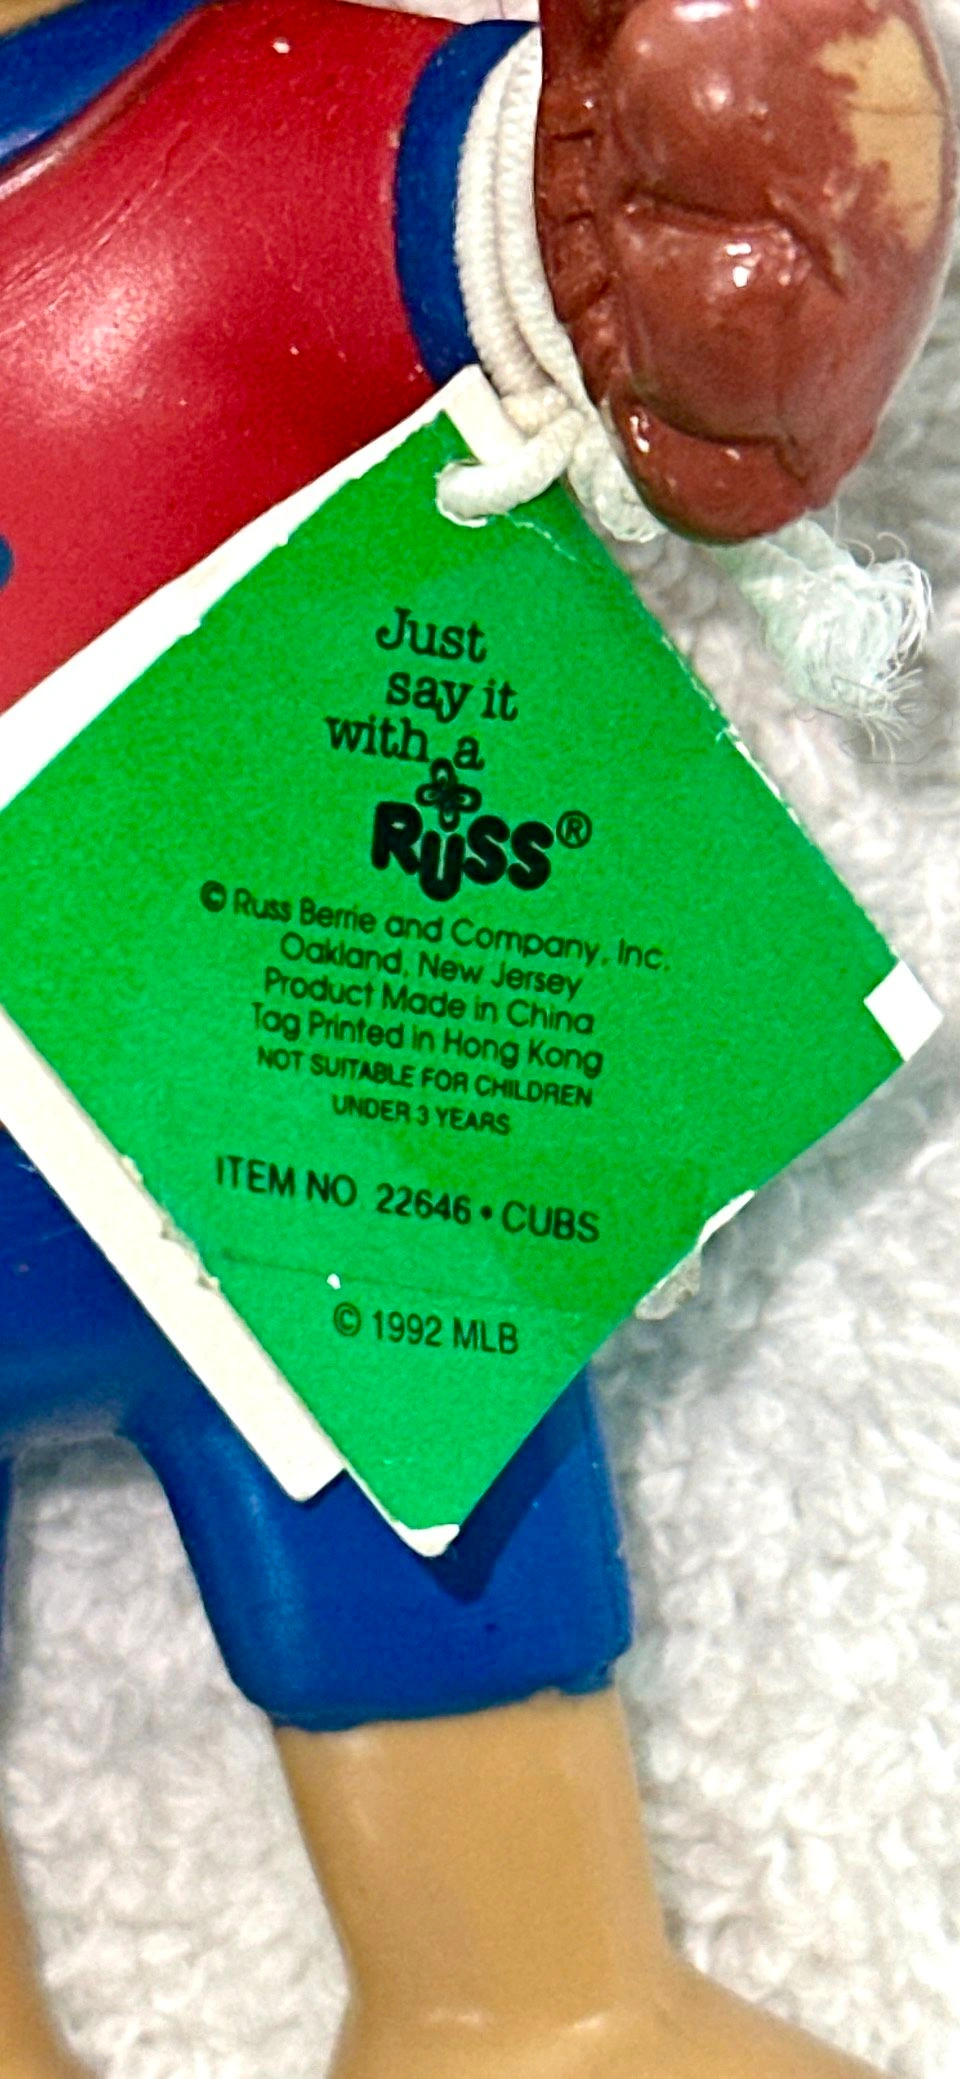 Just
say it
with a
RUSS®
© Russ Berrie and Company, Inc.
Oakland, New Jersey
Product Made in China
Tag Printed in Hong Kong
NOT SUITABLE FOR CHILDREN
UNDER 3 YEARS
ITEM NO. 22646 • CUBS
© 1992 MLB